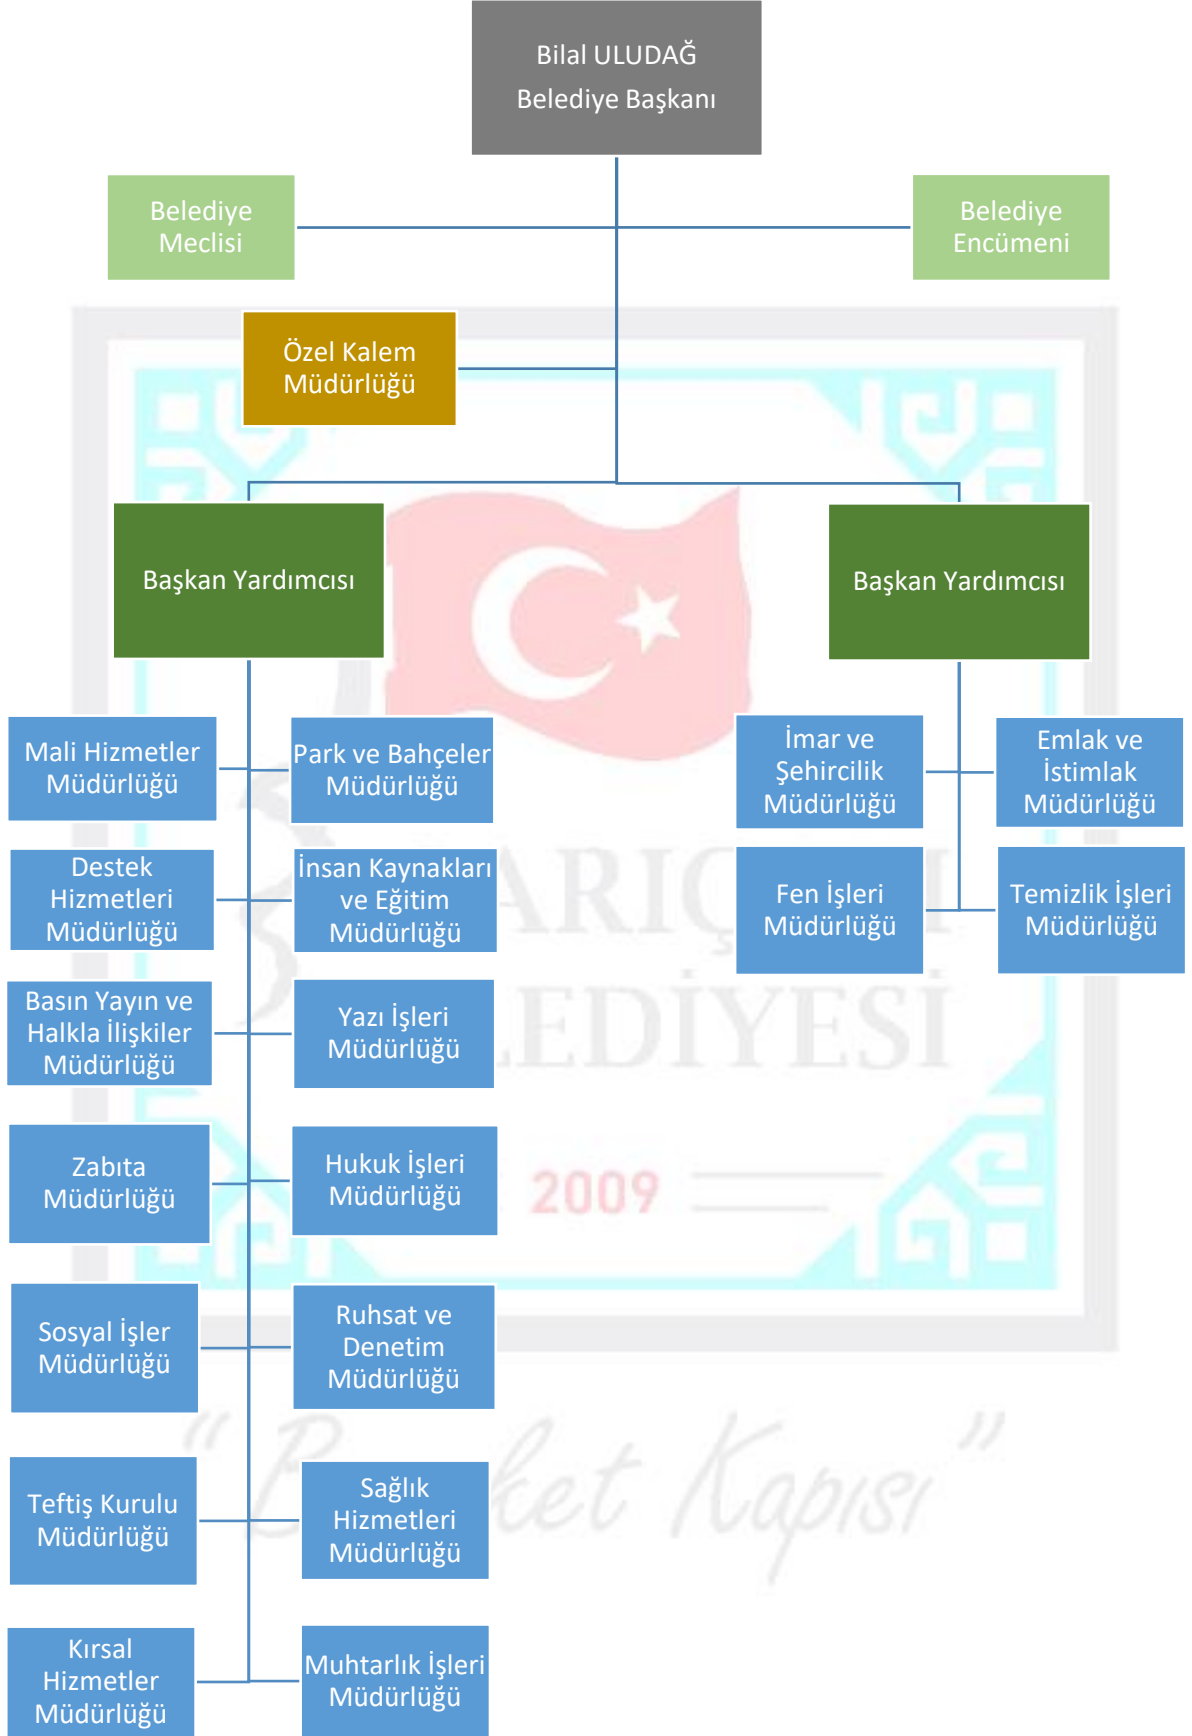 Bilal ULUDAĞ
Belediye Başkanı
Belediye
Meclisi
Belediye
Encümeni
Özel Kalem
Müdürlüğü
Başkan Yardımcısı
Başkan Yardımcısı
Mali Hizmetler
Müdürlüğü
Park ve Bahçeler
Müdürlüğü
İmar ve
Şehircilik
Müdürlüğü
Emlak ve
İstimlak
Müdürlüğü
Destek
Hizmetleri
Müdürlüğü
İnsan Kaynakları
ve Eğitim
Müdürlüğü
Fen İşleri
Müdürlüğü
Temizlik İşleri
Müdürlüğü
Basın Yayın ve
Halkla İlişkiler
Müdürlüğü
Yazı İşleri
Müdürlüğü
Zabıta
Müdürlüğü
Hukuk İşleri
Müdürlüğü
2009
Sosyal İşler
Müdürlüğü
Ruhsat ve
Denetim
Müdürlüğü
Teftiş Kurulu
Müdürlüğü
Sağlık
Hizmetleri
Müdürlüğü
Kapısı”
Kırsal
Hizmetler
Müdürlüğü
Muhtarlık İşleri
Müdürlüğü